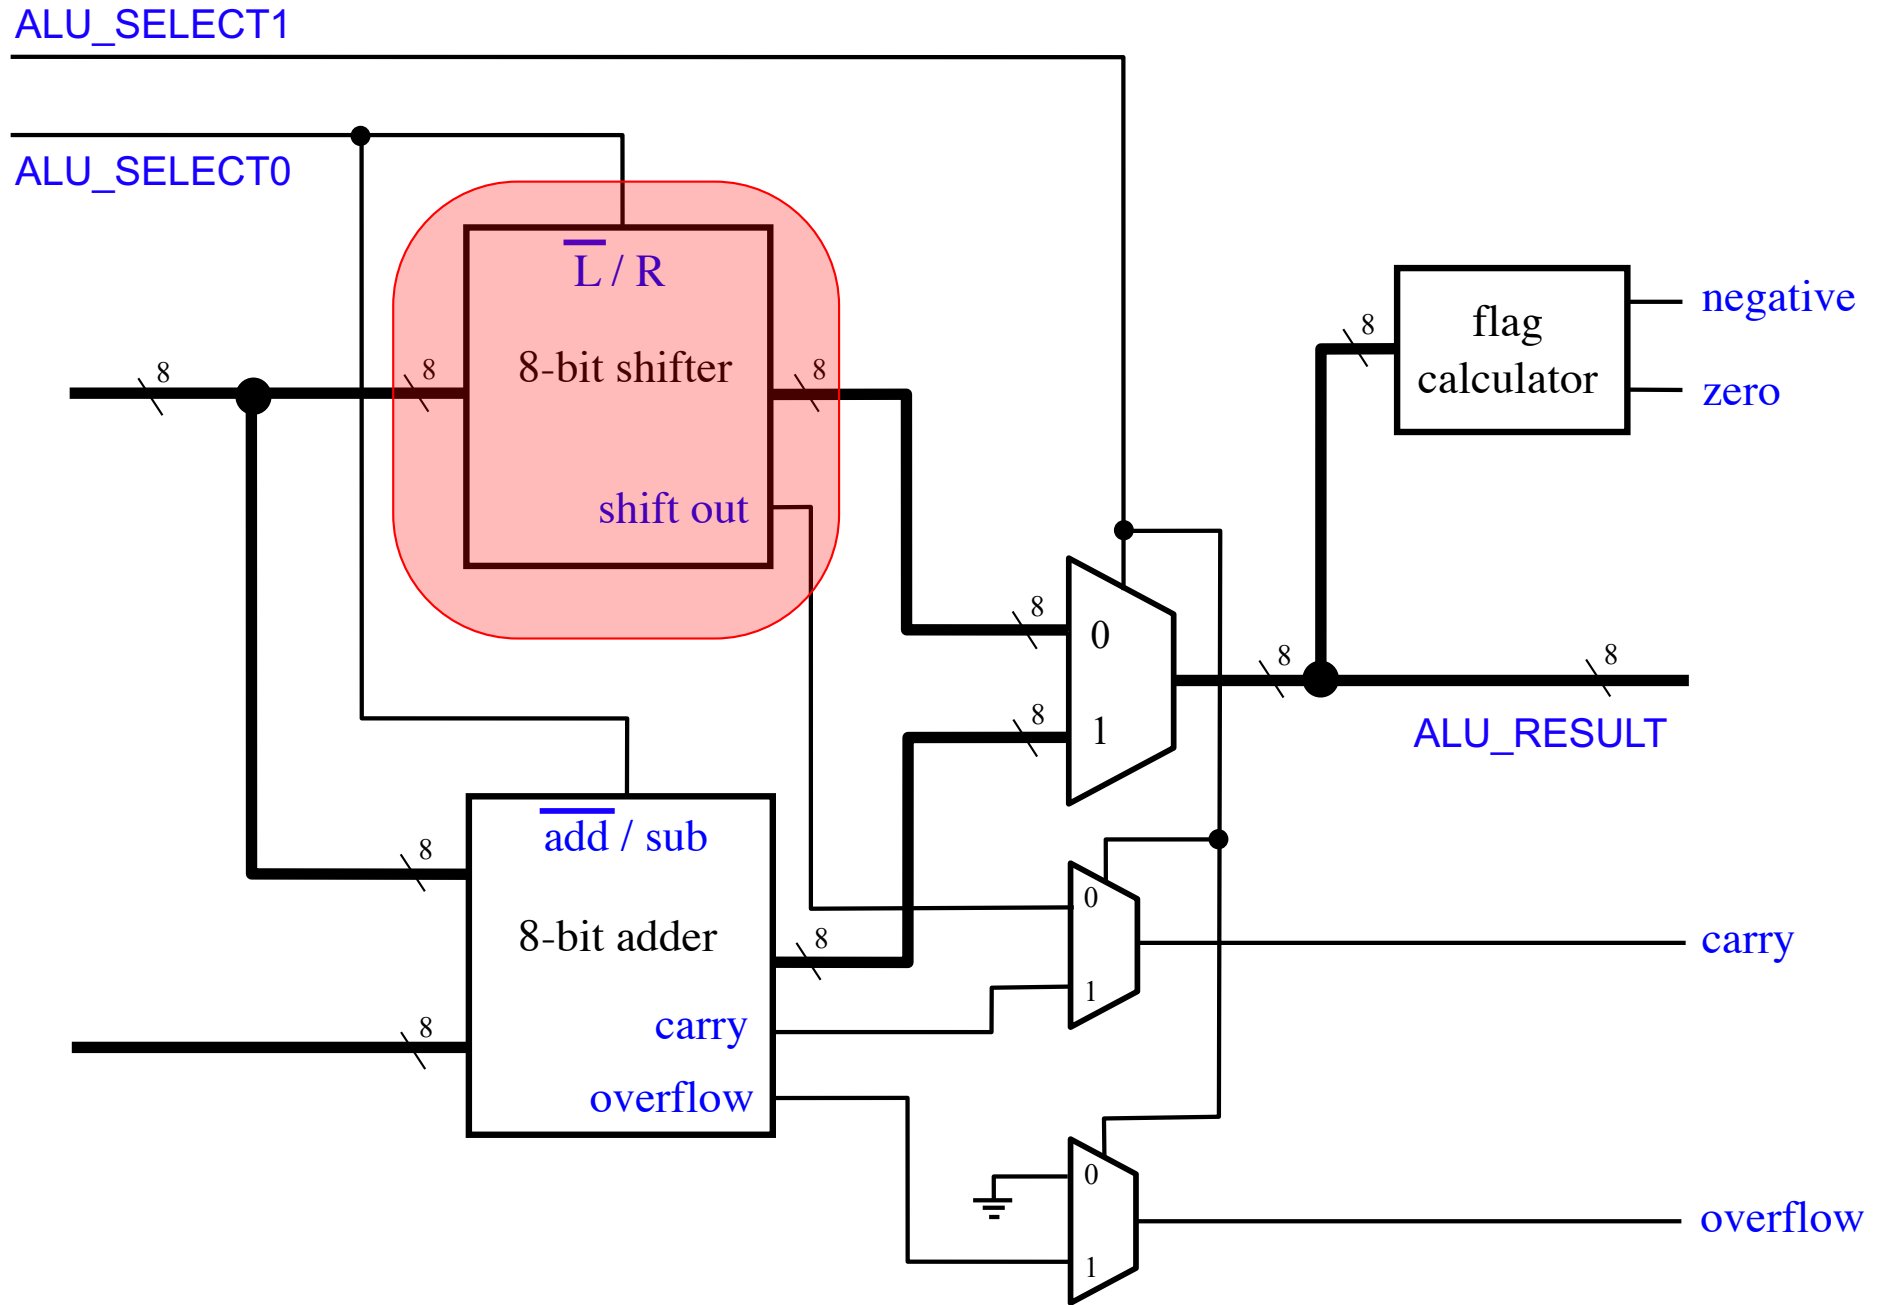 ALU_SELECT1
ALU_SELECT0
L / R
8-bit shifter
shift out
8
8
8
flag
calculator
negative
zero
8
8
0
8
1
8
8
ALU_RESULT
add / sub
8-bit adder
carry
overflow
8
8
8
0
1
carry
0
1
overflow